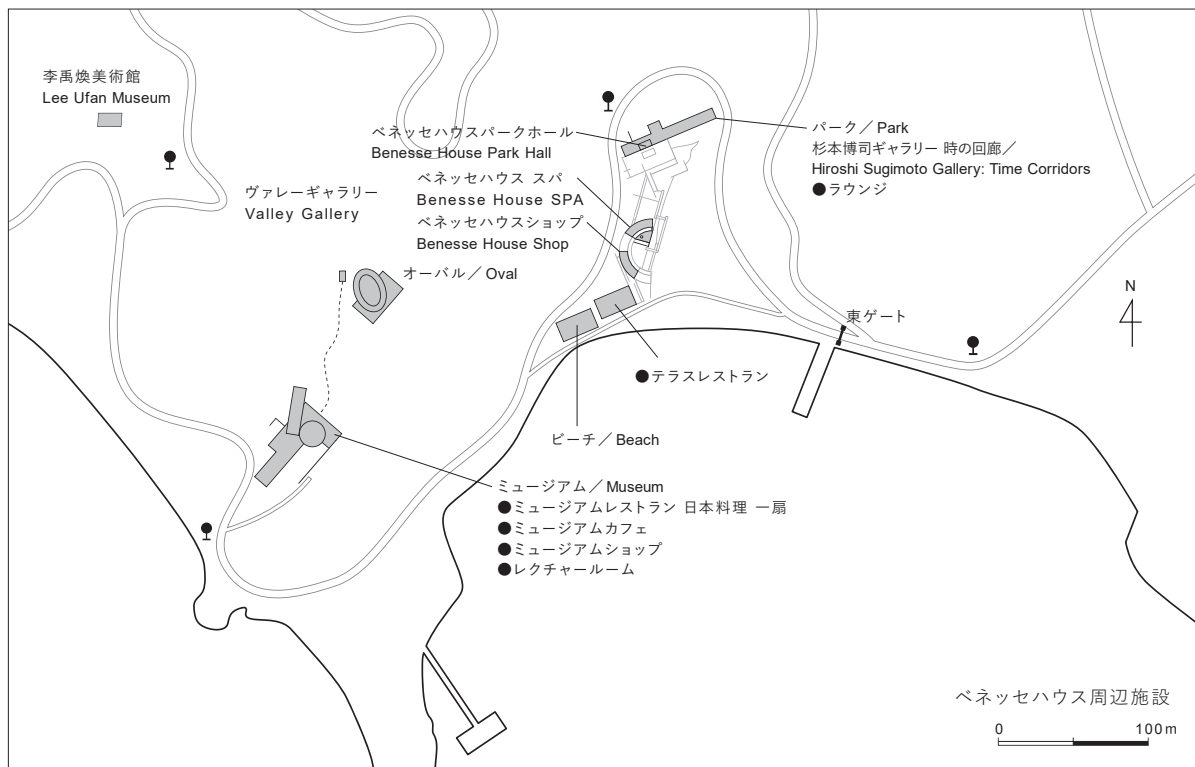 李禹煥美術館
Lee Ufan Museum
ヴァレーギャラリー
Valley Gallery
ベネッセハウスパークホール
Benesse House Park Hall
ベネッセハウス スパ
Benesse House SPA
ベネッセハウスショップ
Benesse House Shop
オーバル／Oval
パーク／Park
杉本博司ギャラリー 時の回廊／
Hiroshi Sugimoto Gallery: Time Corridors
●ラウンジ
N
東ゲート
●テラスレストラン
ビーチ／Beach
ミュージアム／Museum
●ミュージアムレストラン 日本料理 一扇
●ミュージアムカフェ
●ミュージアムショップ
●レクチャールーム
ベネッセハウス周辺施設
0 100m